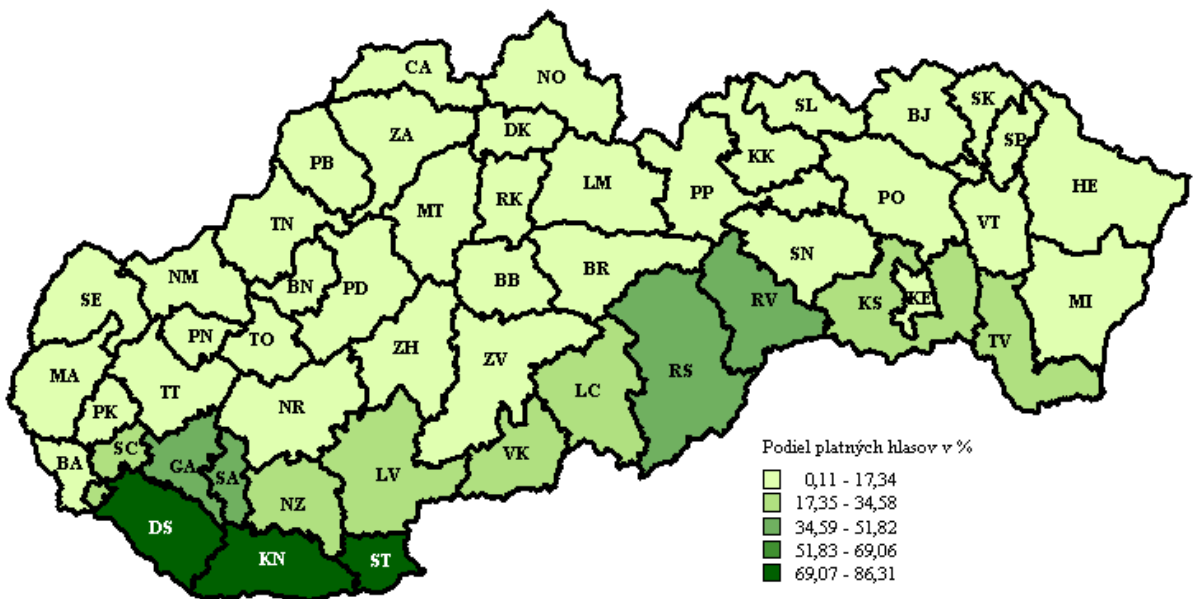 CA
NO
ZA
DK
SL
BJ
SK
SP
PB
KK
HE
TN
MT
RK
LM
PP
PO
VT
SE
NM
BN
PD
BB
BR
SN
RV
KS
KE
MI
MA
PN
TO
ZH
ZV
TV
PK
TT
NR
LC
RS
BA
SC
GA
SA
NZ
LV
VK
DS
KN
ST
Podiel platných hlasov v %
0,11 - 17,34
17,35 - 34,58
34,59 - 51,82
51,83 - 69,06
69,07 - 86,31